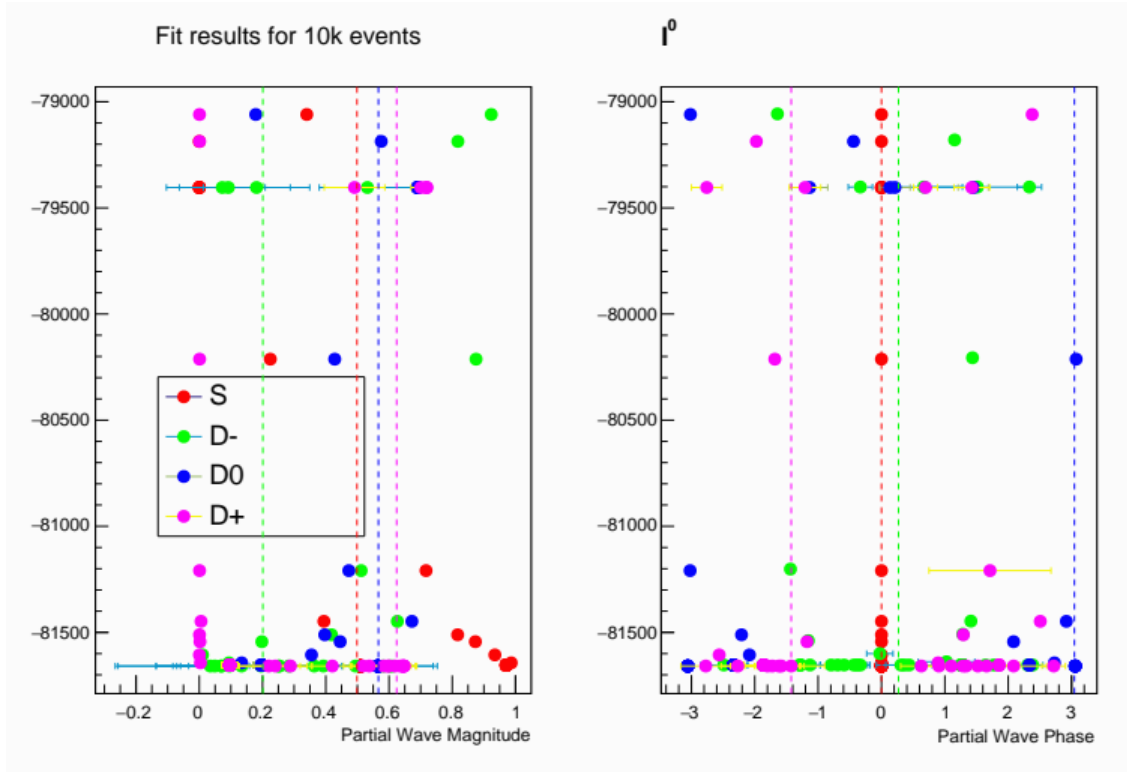 Fit results for 10k events
I⁰
−79000
−79500
−80000
−80500
−81000
−81500
−0.2 0 0.2 0.4 0.6 0.8 1
Partial Wave Magnitude
S
D-
D0
D+
−79000
−79500
−80000
−80500
−81000
−81500
−3 −2 −1 0 1 2 3
Partial Wave Phase